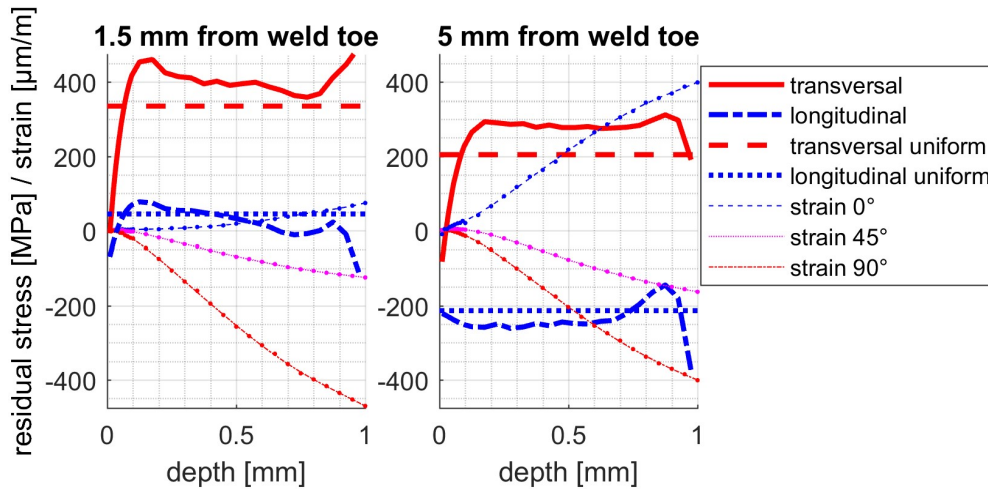 1.5 mm from weld toe
5 mm from weld toe
residual stress [MPa] / strain [µm/m]
400
200
0
-200
-400
0
0.5
1
depth [mm]
400
200
0
-200
-400
0
0.5
1
depth [mm]
transversal
longitudinal
transversal uniform
longitudinal uniform
strain 0°
strain 45°
strain 90°